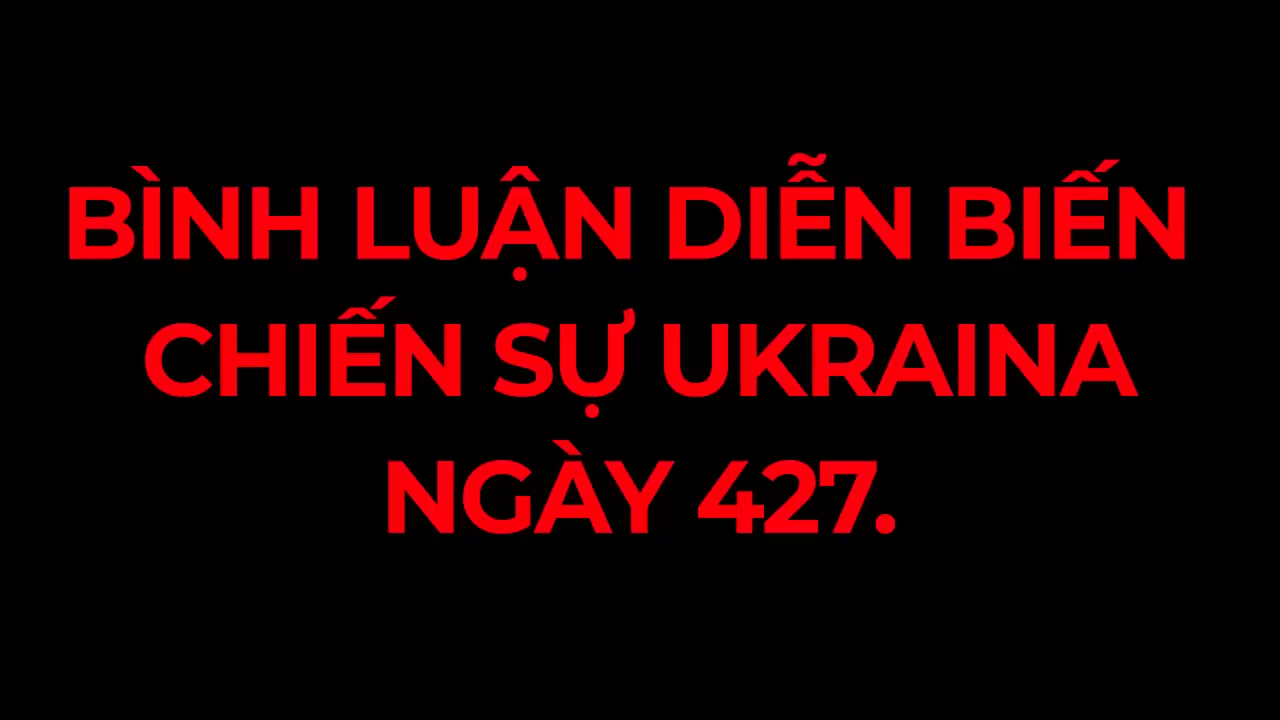 BÌNH LUẬN DIỄN BIẾN
CHIẾN SỰ UKRAINA
NGÀY 427.